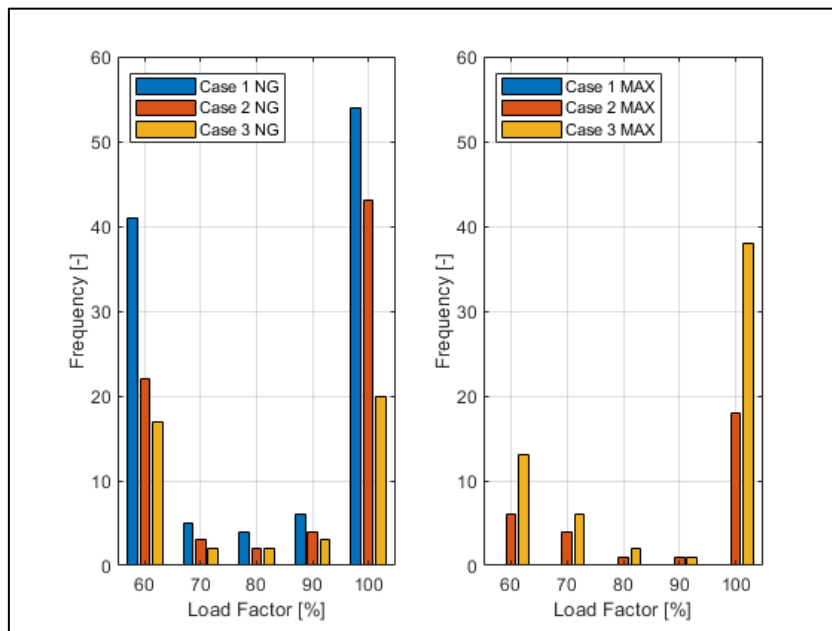 60
50
40
30
20
10
0
Frequency [-]
Case 1 NG
Case 2 NG
Case 3 NG
60 70 80 90 100
Load Factor [%]
60
50
40
30
20
10
0
Frequency [-]
Case 1 MAX
Case 2 MAX
Case 3 MAX
60 70 80 90 100
Load Factor [%]